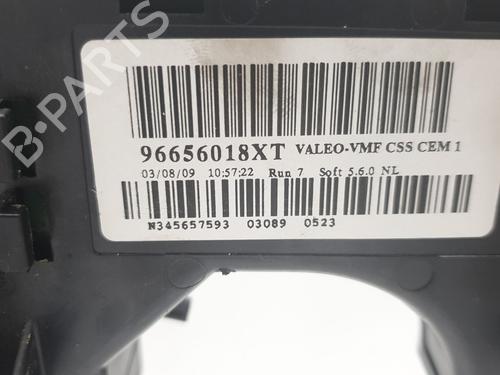 96656018XT VALEO-VMF CSS CEM 1
03/08/09 10:57:22 Run 7 Soft 5.6.0 NL
N345657593 03089 0523
B-PARTS
B-PARTS